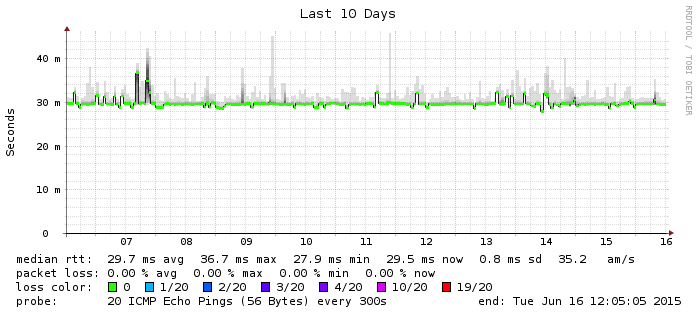 Last 10 Days
RRDTOOL / TOBI OETIKER
Seconds
40 m
30 m
20 m
10 m
0
07 08 09 10 11 12 13 14 15 16
median rtt: 29.7 ms avg 36.7 ms max 27.9 ms min 29.5 ms now 0.8 ms sd 35.2 am/s
packet loss: 0.00 % avg 0.00 % max 0.00 % min 0.00 % now
loss color: 0 1/20 2/20 3/20 4/20 10/20 19/20
probe: 20 ICMP Echo Pings (56 Bytes) every 300s end: Tue Jun 16 12:05:05 2015